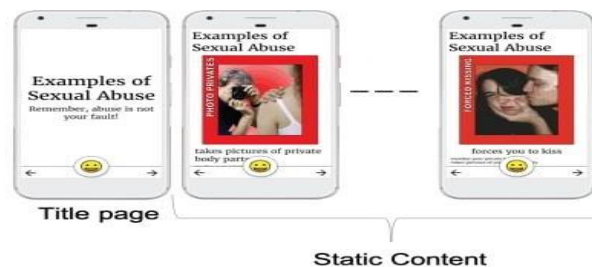 Examples of
Sexual Abuse
Remember, abuse is not
your fault!
Examples of
Sexual Abuse
PHOTO PRIVATES
takes pictures of private
body part
Examples of
Sexual Abuse
FORCED KISSING
forces you to kiss
Title page
Static Content